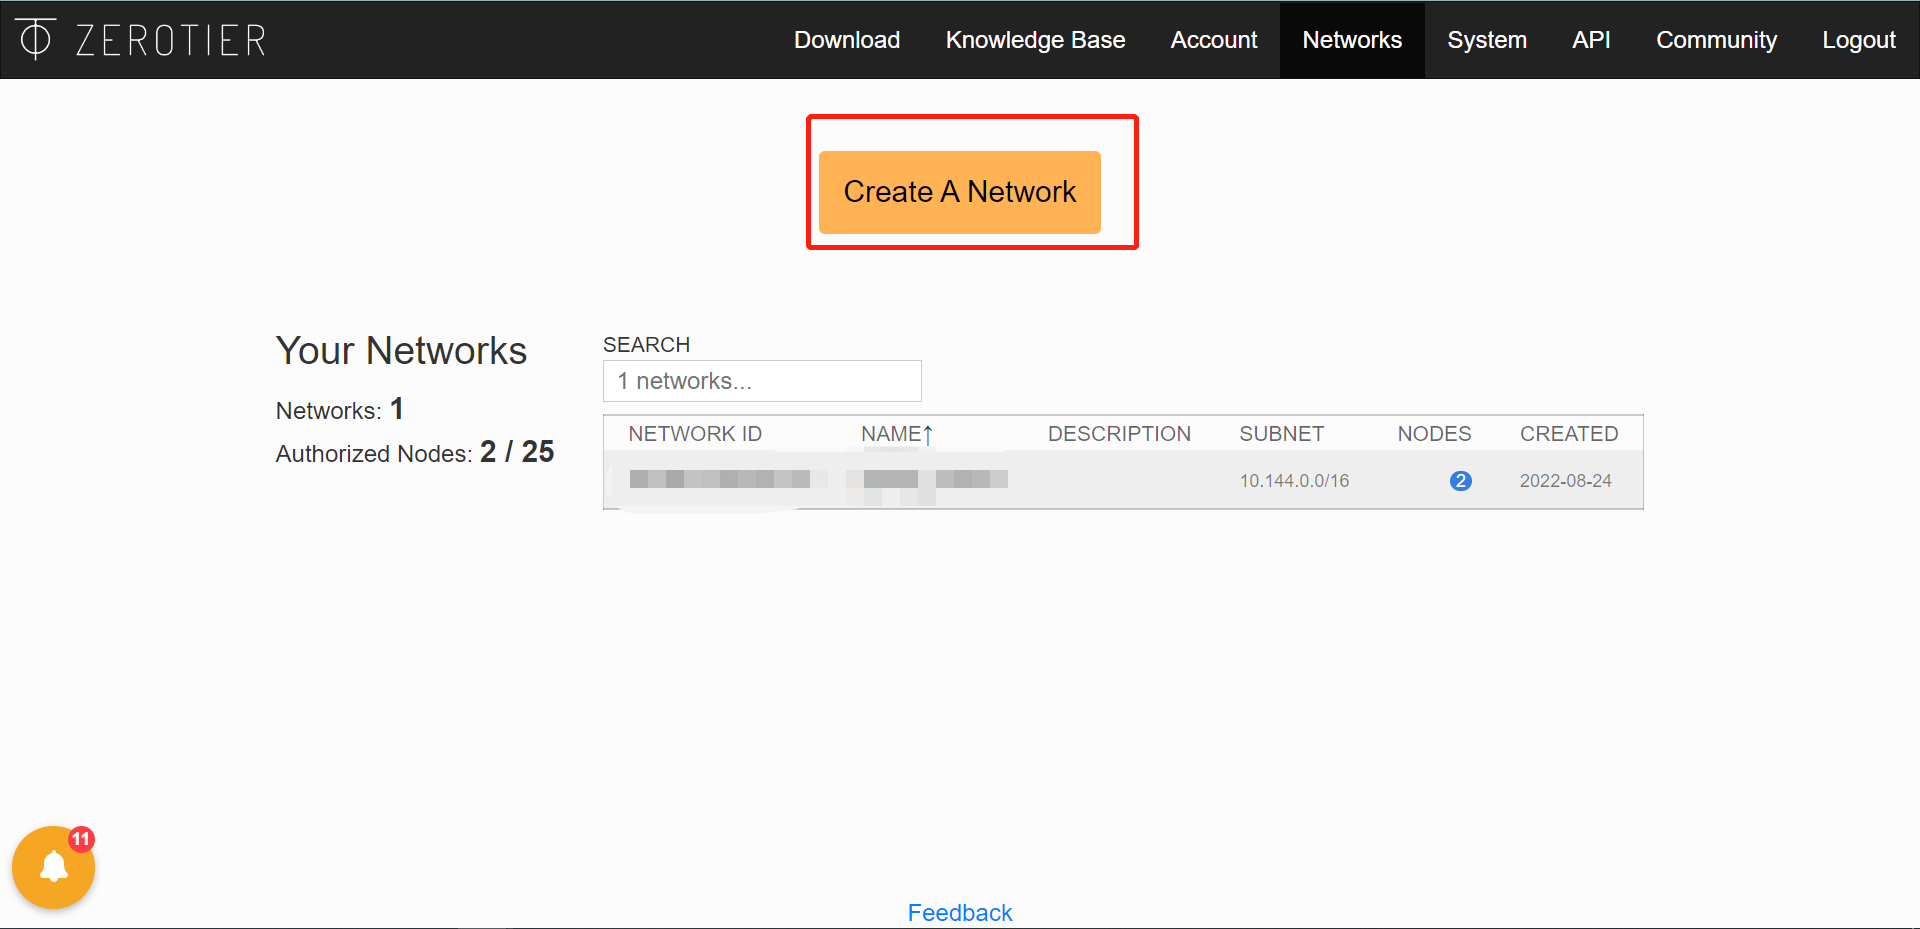 ZEROTIER Download Knowledge Base Account Networks System API Community Logout
Create A Network
Your Networks
Networks: 1
Authorized Nodes: 2 / 25
SEARCH
1 networks...
NETWORK ID NAME↑ DESCRIPTION SUBNET NODES CREATED
10.144.0.0/16 2 2022-08-24
11
Feedback